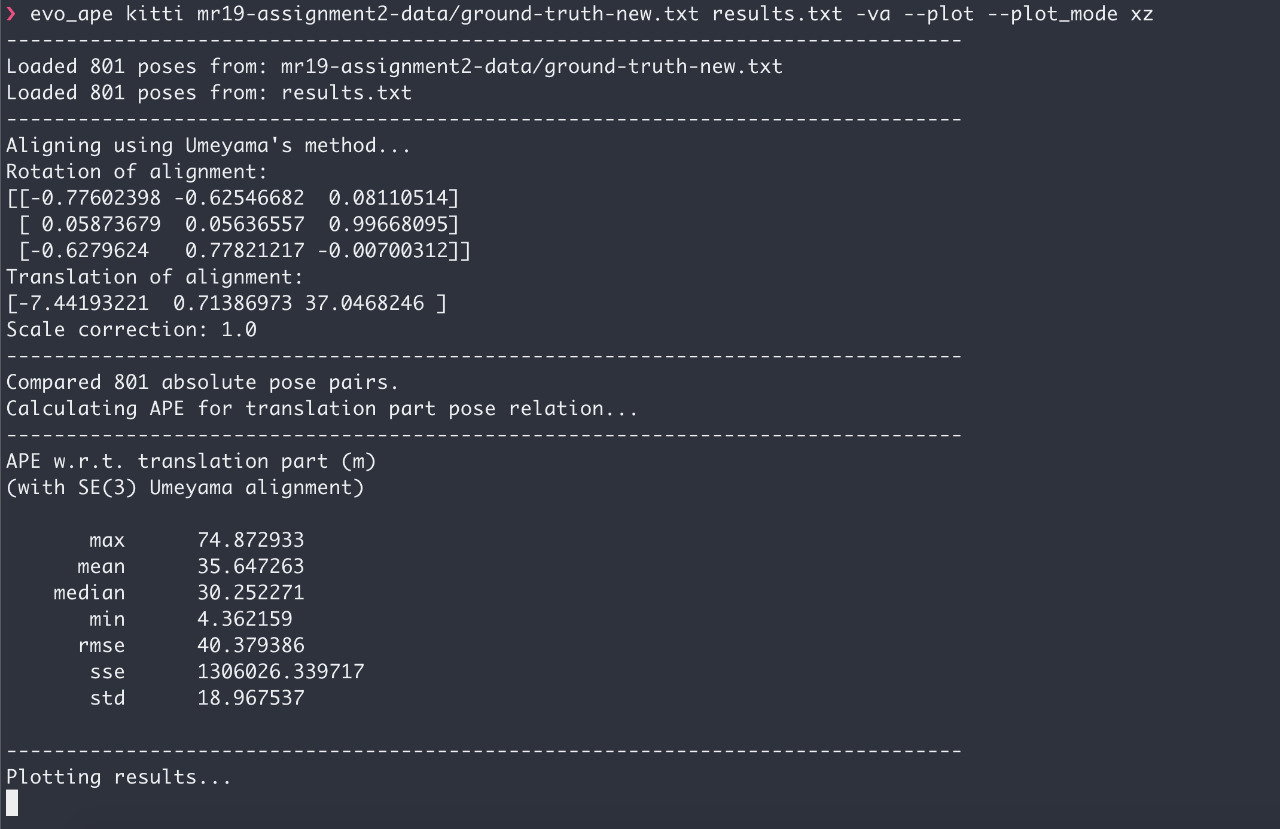 ❯ evo_ape kitti mr19-assignment2-data/ground-truth-new.txt results.txt -va --plot --plot_mode xz
--------------------------------------------------------------------------------
Loaded 801 poses from: mr19-assignment2-data/ground-truth-new.txt
Loaded 801 poses from: results.txt
--------------------------------------------------------------------------------
Aligning using Umeyama's method...
Rotation of alignment:
[[-0.77602398 -0.62546682  0.08110514]
 [ 0.05873679  0.05636557  0.99668095]
 [-0.6279624   0.77821217 -0.00700312]]
Translation of alignment:
[-7.44193221  0.71386973 37.0468246 ]
Scale correction: 1.0
--------------------------------------------------------------------------------
Compared 801 absolute pose pairs.
Calculating APE for translation part pose relation...
--------------------------------------------------------------------------------
APE w.r.t. translation part (m)
(with SE(3) Umeyama alignment)

       max      74.872933
      mean      35.647263
    median      30.252271
       min      4.362159
      rmse      40.379386
       sse      1306026.339717
       std      18.967537

--------------------------------------------------------------------------------
Plotting results...